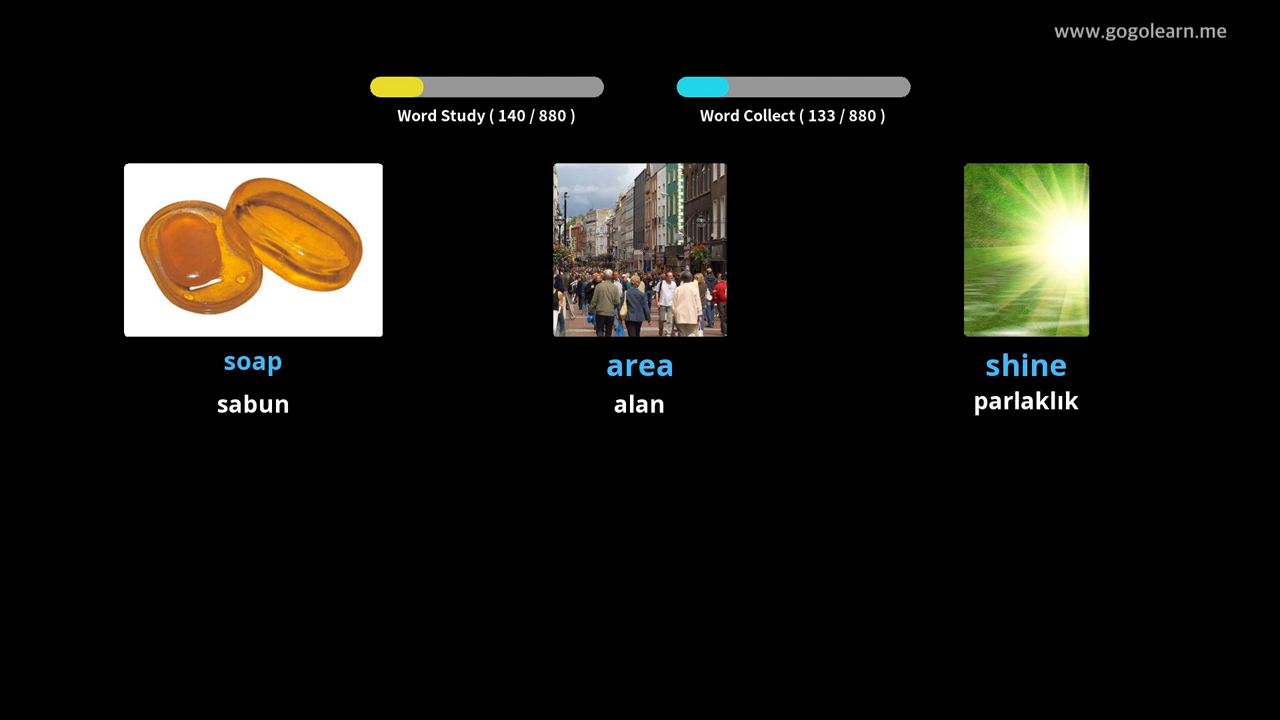 www.gogolearn.me
Word Study ( 140 / 880 )
Word Collect ( 133 / 880 )
soap
area
shine
sabun
alan
parlaklık